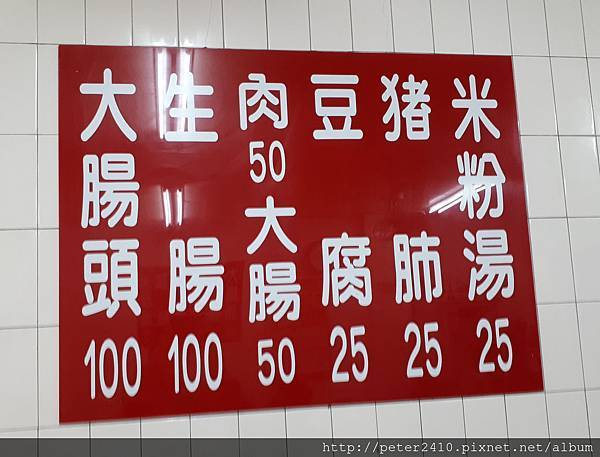 米粉湯 25
豬肺 25
豆腐 25
肉 50
大腸 50
生腸 100
大腸頭 100
http://peter2410.pixnet.net/album